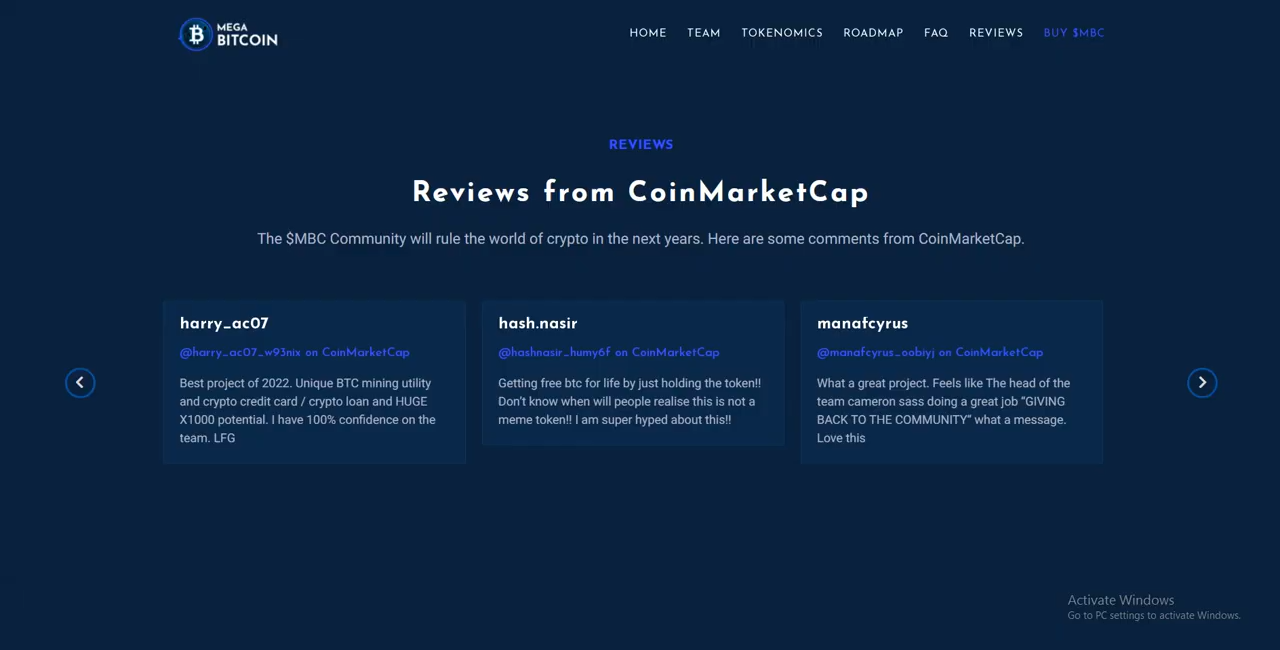 MEGA
BITCOIN
HOME TEAM TOKENOMICS ROADMAP FAQ REVIEWS BUY $MBC
REVIEWS
Reviews from CoinMarketCap
The $MBC Community will rule the world of crypto in the next years. Here are some comments from CoinMarketCap.
harry_ac07
@harry_ac07_w93nix on CoinMarketCap
Best project of 2022. Unique BTC mining utility
and crypto credit card / crypto loan and HUGE
X1000 potential. I have 100% confidence on the
team. LFG
hash.nasir
@hashnasir_humy6f on CoinMarketCap
Getting free btc for life by just holding the token!!
Don't know when will people realise this is not a
meme token!! I am super hyped about this!!
manafcyrus
@manafcyrus_oobiyj on CoinMarketCap
What a great project. Feels like The head of the
team cameron sass doing a great job “GIVING
BACK TO THE COMMUNITY” what a message.
Love this
Activate Windows
Go to PC settings to activate Windows.